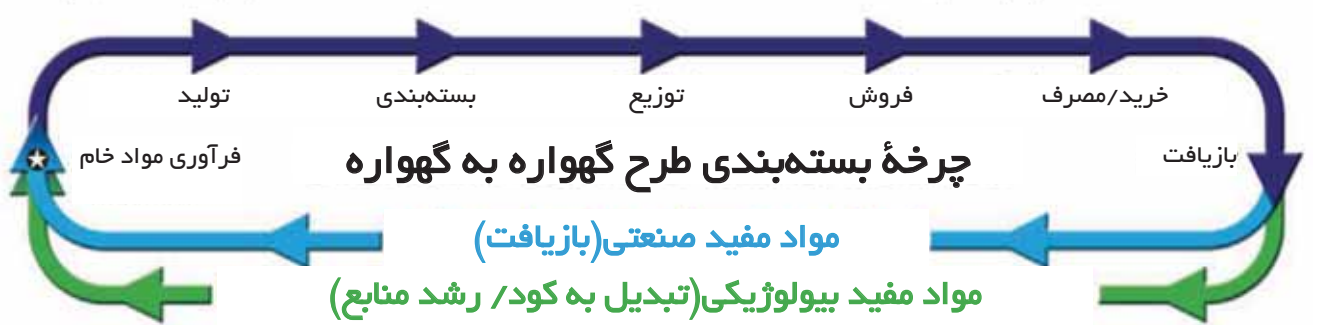 خرید/مصرف
فروش
توزیع
بسته‌بندی
تولید
بازیافت
چرخهٔ بسته‌بندی طرح گهواره به گهواره
فرآوری مواد خام
مواد مفید صنعتی(بازیافت)
مواد مفید بیولوژیکی(تبدیل به کود/ رشد منابع)